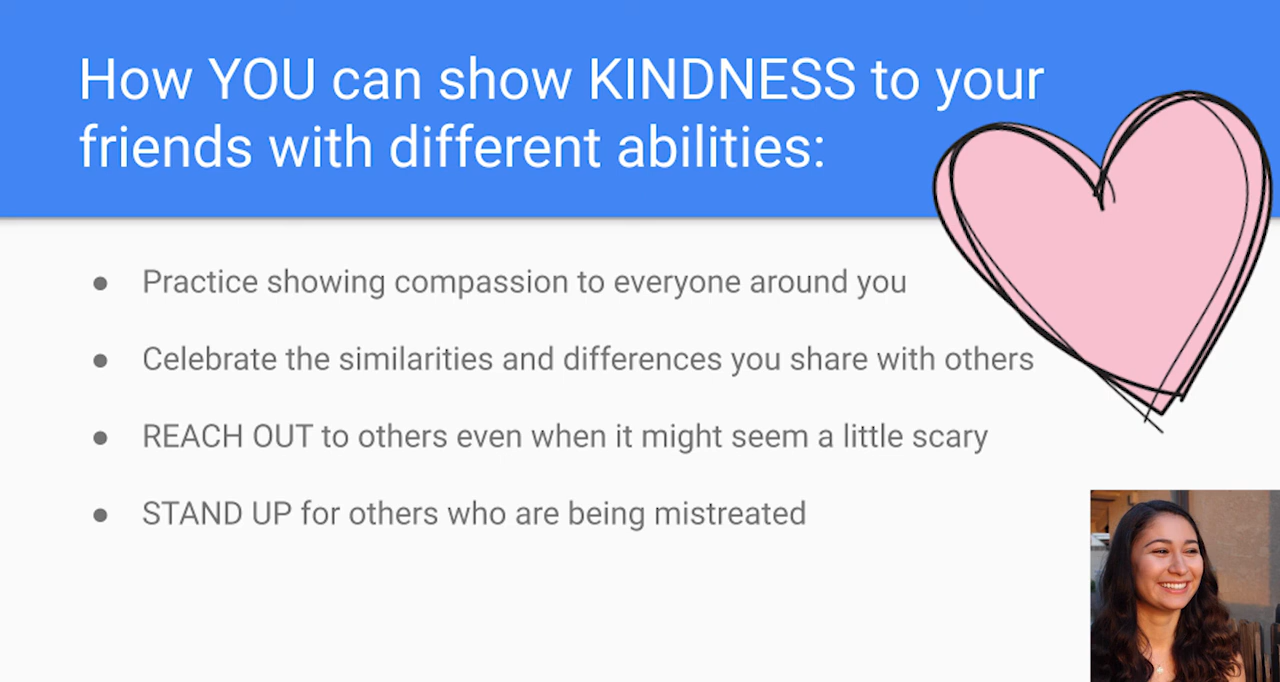 How YOU can show KINDNESS to your
friends with different abilities:
● Practice showing compassion to everyone around you
● Celebrate the similarities and differences you share with others
● REACH OUT to others even when it might seem a little scary
● STAND UP for others who are being mistreated